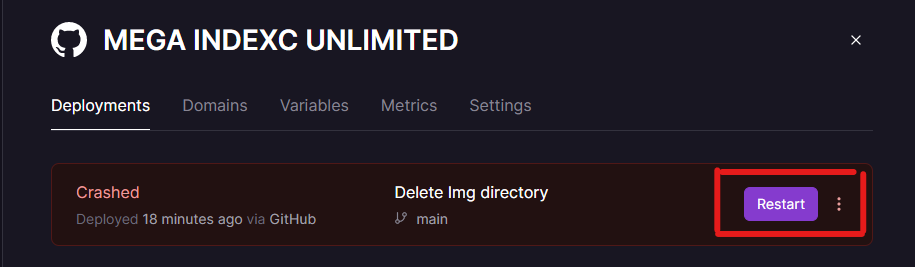 MEGA INDEXC UNLIMITED
Deployments Domains Variables Metrics Settings
Crashed
Deployed 18 minutes ago via GitHub
Delete Img directory
main
Restart